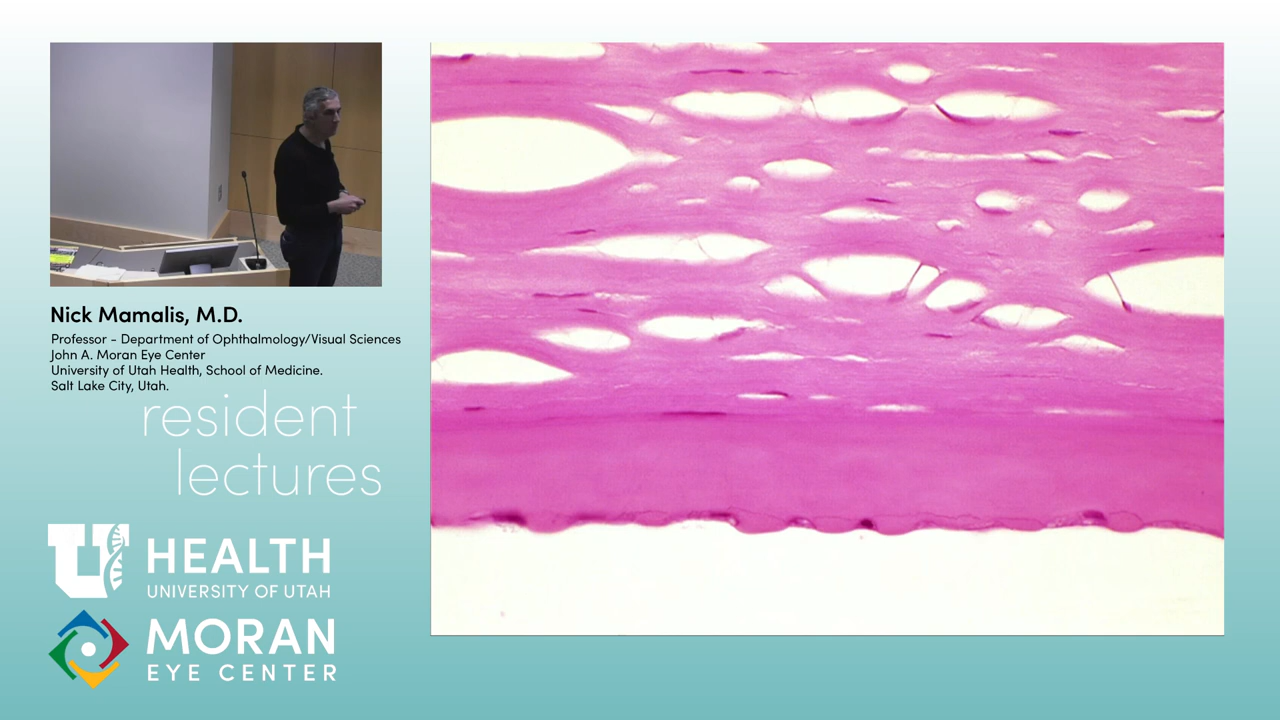 Nick Mamalis, M.D.
Professor - Department of Ophthalmology/Visual Sciences
John A. Moran Eye Center
University of Utah Health, School of Medicine.
Salt Lake City, Utah.
resident
lectures
U HEALTH
UNIVERSITY OF UTAH
MORAN
EYE CENTER